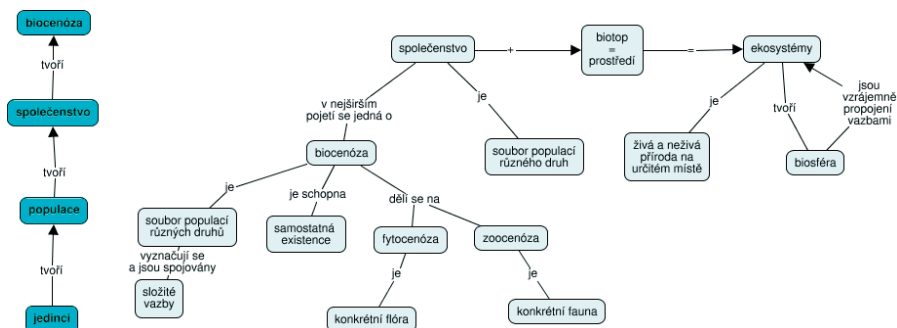 biocenóza
tvoří
společenstvo
tvoří
populace
tvoří
jedinci
společenstvo
+
biotop
=
prostředí
=
ekosystémy
v nejširším
pojetí se jedná o
je
je
tvoří
jsou
vzrájemně
propojení
vazbami
biocenóza
soubor populací
různého druh
živá a neživá
příroda na
určitém místě
biosféra
je
je schopna
dělí se na
soubor populací
různých druhů
samostatná
existence
fytocenóza
zoocenóza
vyznačují se
a jsou spojovány
je
je
složité
vazby
konkrétní flóra
konkrétní fauna